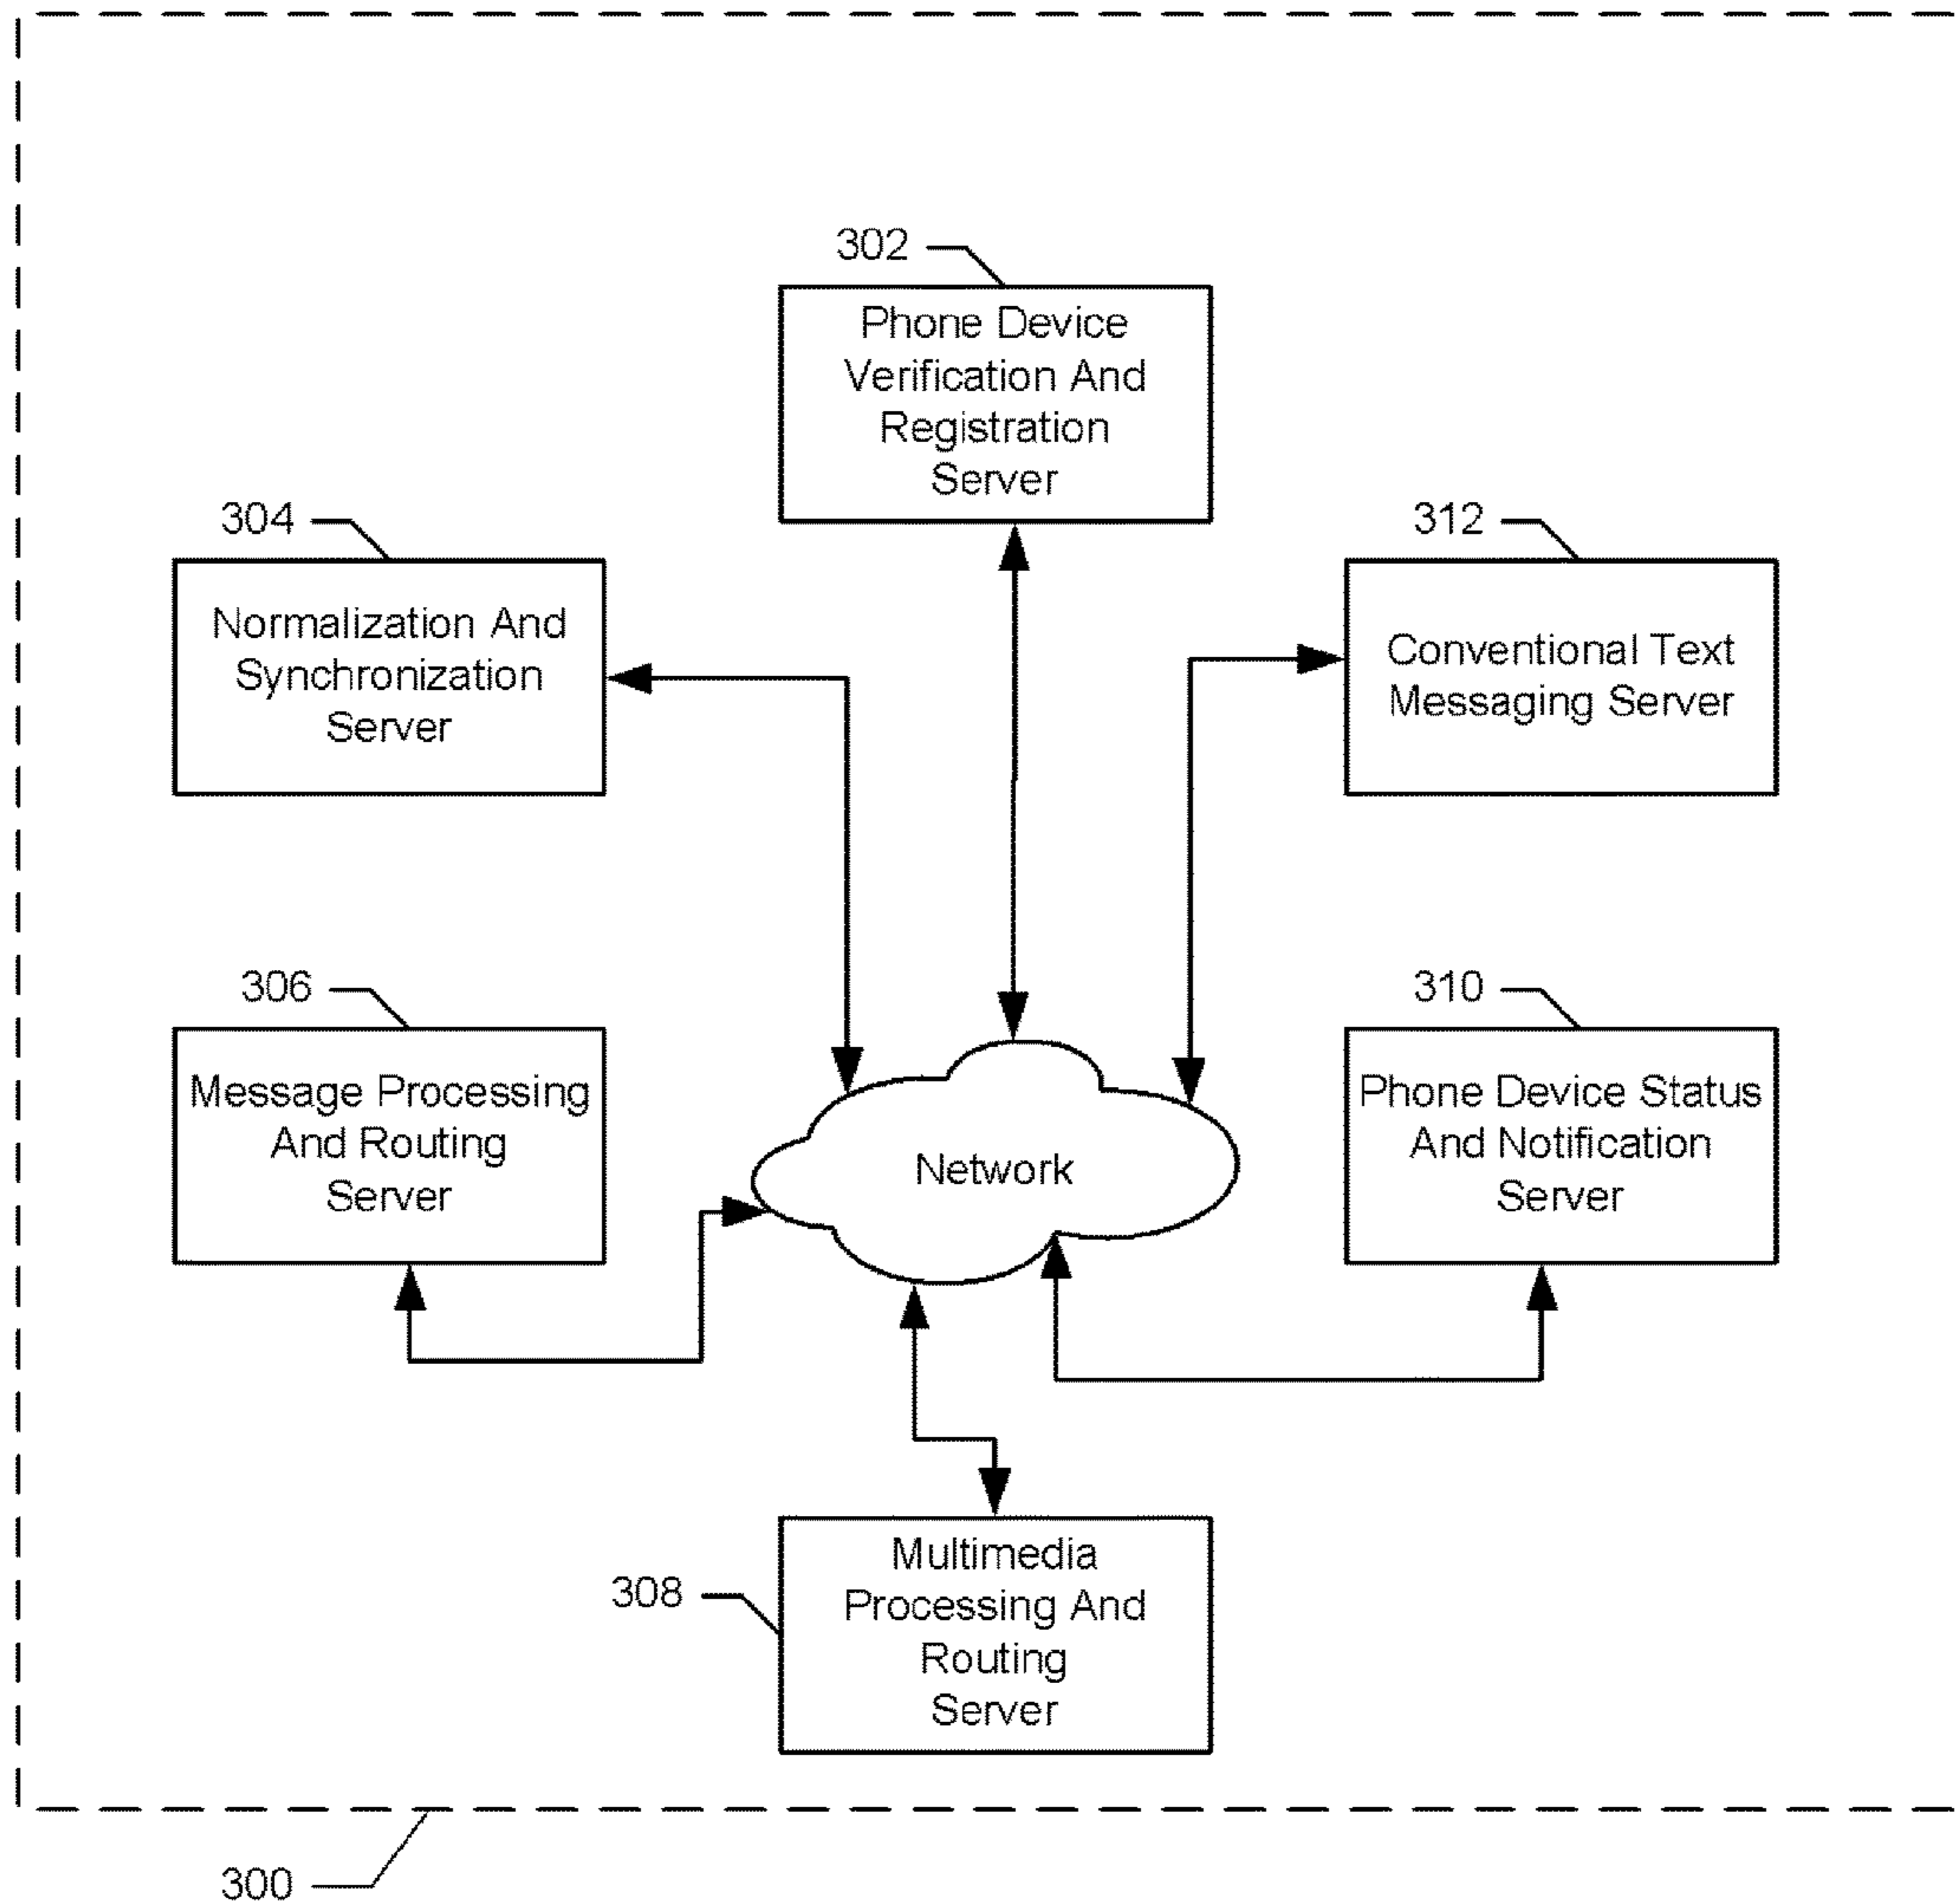 302
Phone Device
Verification And
Registration
Server
304
Normalization And
Synchronization
Server
312
Conventional Text
Messaging Server
306
Message Processing
And Routing
Server
310
Phone Device Status
And Notification
Server
Network
308
Multimedia
Processing And
Routing
Server
300